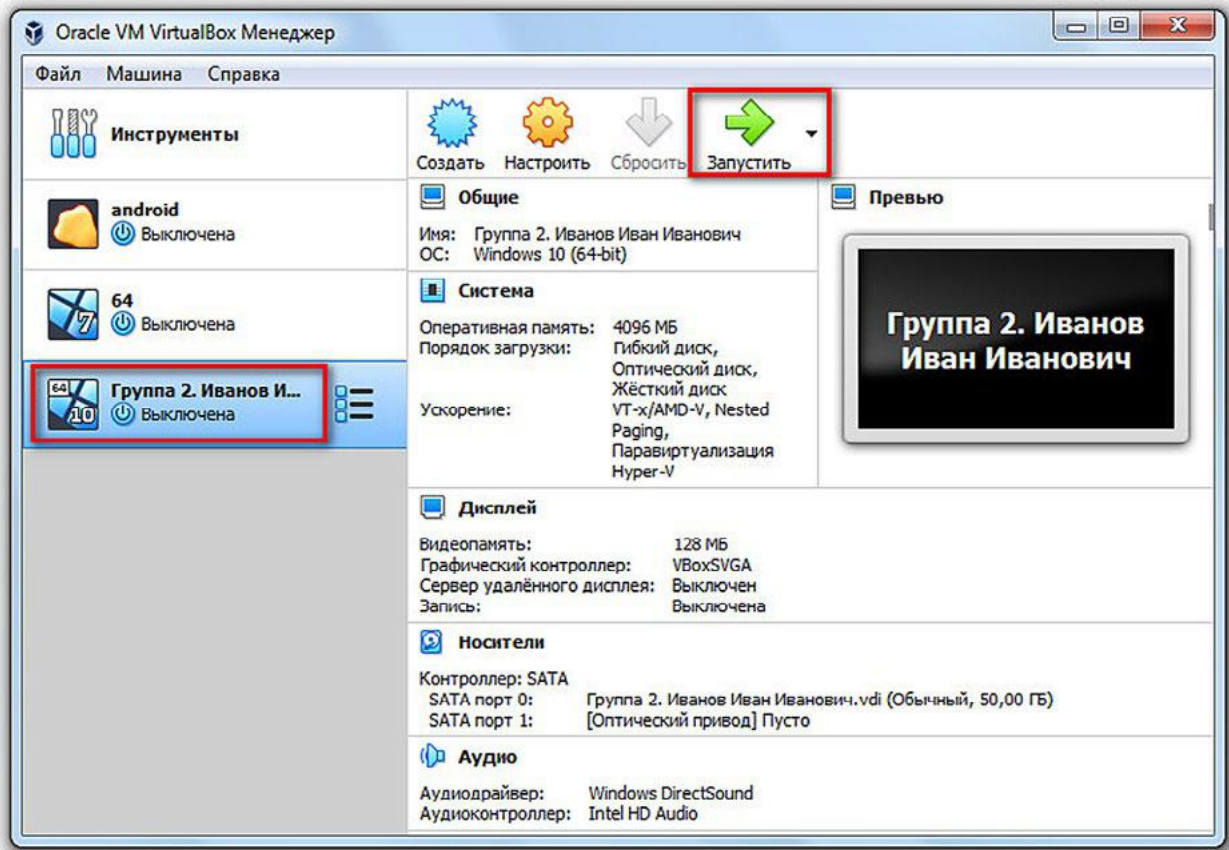 Oracle VM VirtualBox Менеджер
Файл Машина Справка
Инструменты
android
Выключена
64
7
Выключена
64
10
Группа 2. Иванов И...
Выключена
Создать Настроить Сбросить Запустить
Общие
Имя: Группа 2. Иванов Иван Иванович
ОС: Windows 10 (64-bit)
Система
Оперативная память: 4096 МБ
Порядок загрузки: Гибкий диск,
Оптический диск,
Жёсткий диск
Ускорение: VT-x/AMD-V, Nested
Paging,
Паравиртуализация
Hyper-V
Превью
Группа 2. Иванов
Иван Иванович
Дисплей
Видеопамять: 128 МБ
Графический контроллер: VBoxSVGA
Сервер удалённого дисплея: Выключен
Запись: Выключена
Носители
Контроллер: SATA
SATA порт 0: Группа 2. Иванов Иван Иванович.vdi (Обычный, 50,00 ГБ)
SATA порт 1: [Оптический привод] Пусто
Аудио
Аудиодрайвер: Windows DirectSound
Аудиоконтроллер: Intel HD Audio